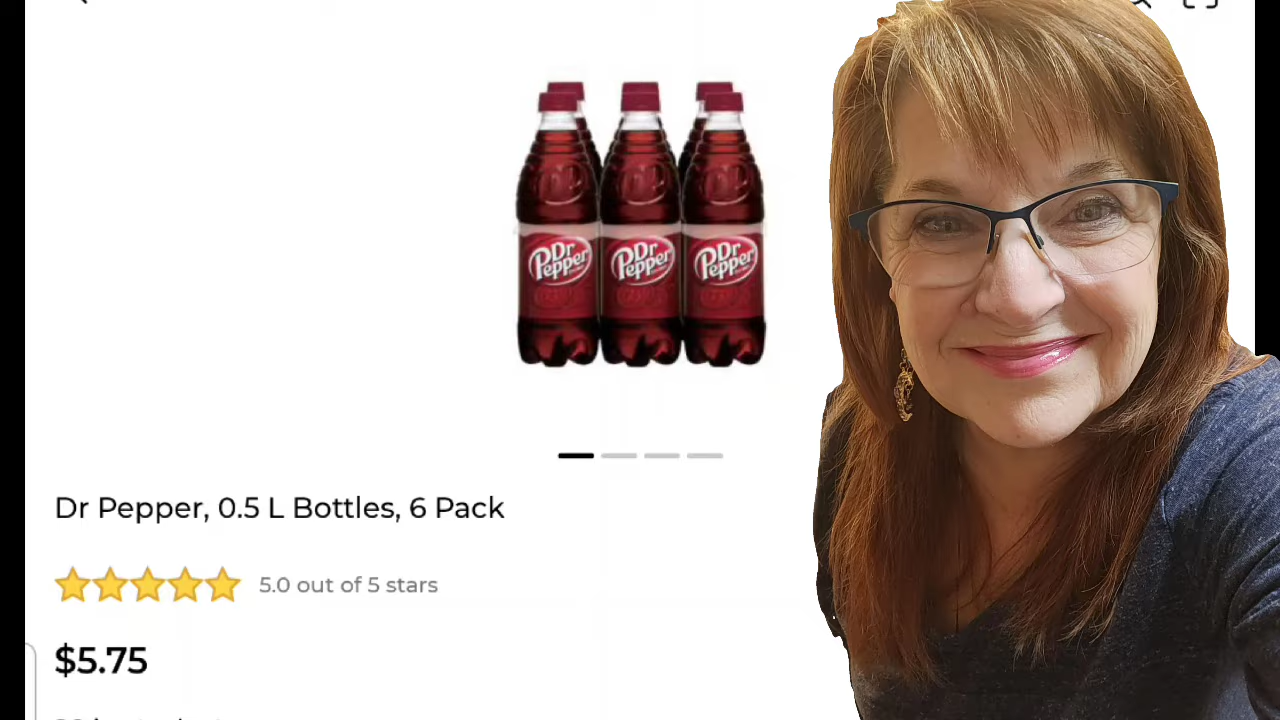 Dr Pepper
Dr Pepper
Dr Pepper
Dr Pepper, 0.5 L Bottles, 6 Pack
5.0 out of 5 stars
$5.75